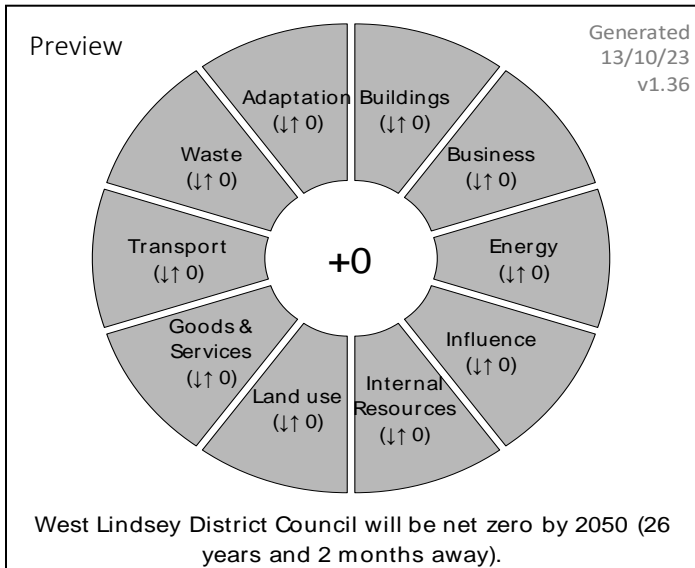 Preview
Generated
13/10/23
v1.36
Adaptation
(↓↑ 0)
Buildings
(↓↑ 0)
Waste
(↓↑ 0)
Business
(↓↑ 0)
Transport
(↓↑ 0)
+0
Energy
(↓↑ 0)
Goods &
Services
(↓↑ 0)
Influence
(↓↑ 0)
Land use
(↓↑ 0)
Internal
Resources
(↓↑ 0)
West Lindsey District Council will be net zero by 2050 (26
years and 2 months away).